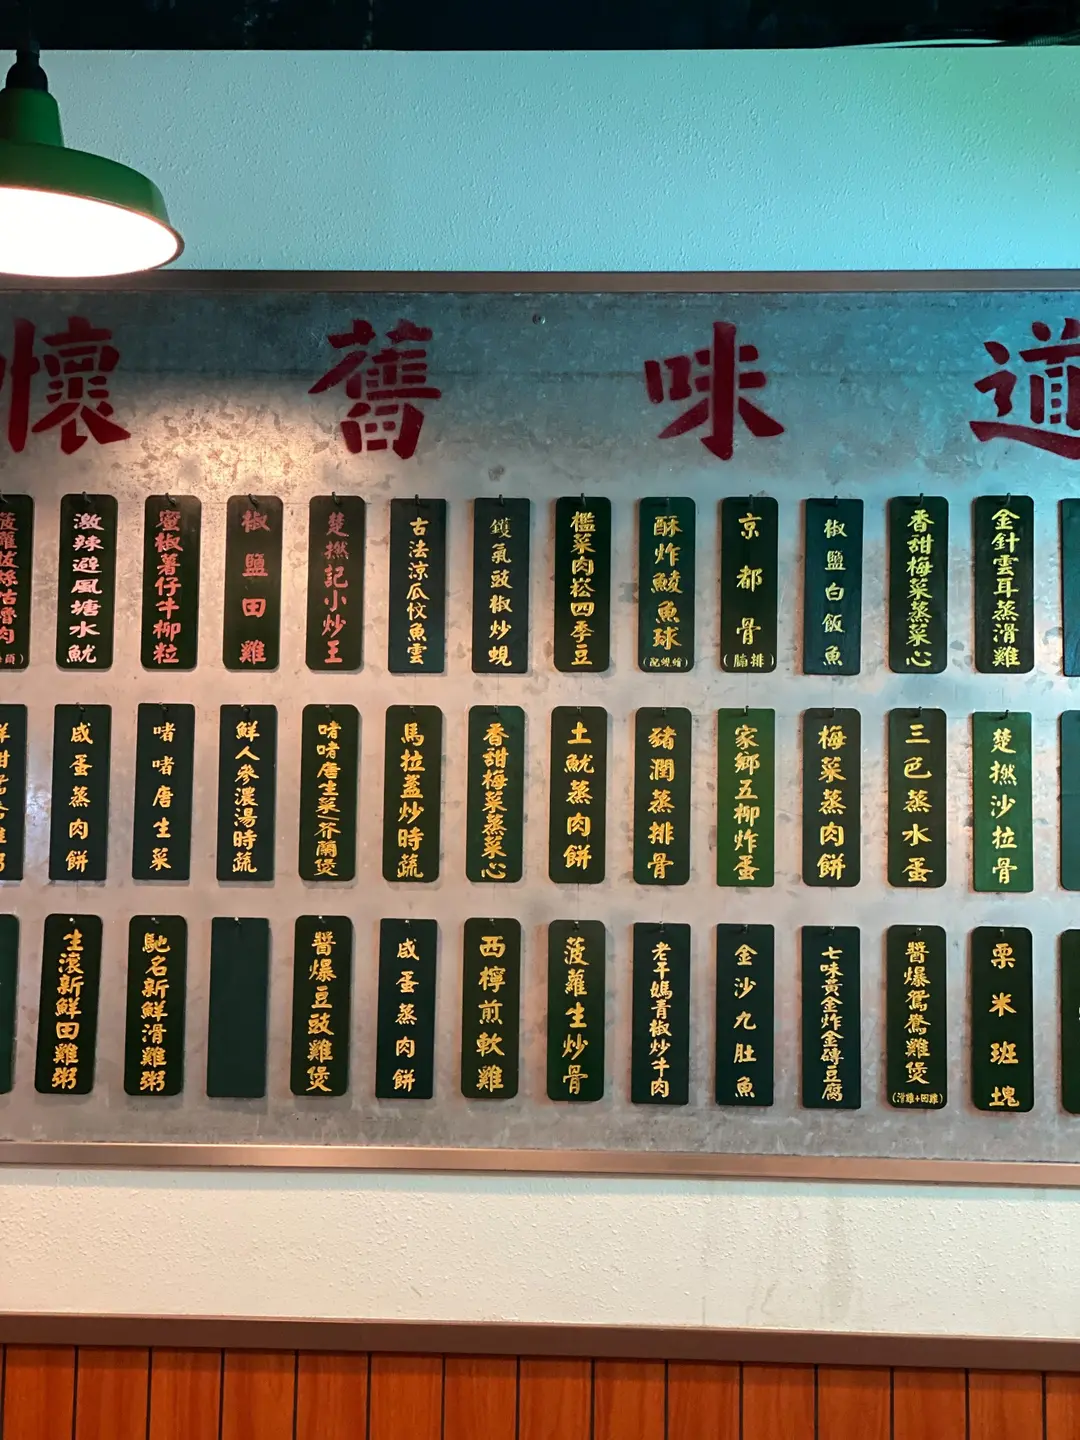 懷舊味道
激辣避風塘水魷
蜜椒薯仔牛柳粒
椒鹽田雞
楚撚記小炒王
古法涼瓜炆魚雲
鑊氣豉椒炒蜆
欖菜肉崧四季豆
酥炸鯪魚球
(配蜆蚧)
京都骨
(腩排)
椒鹽白飯魚
香甜梅菜蒸菜心
金針雲耳蒸滑雞
咸蛋蒸肉餅
啫啫唐生菜
鮮人參濃湯時蔬
啫啫唐生菜芥蘭煲
馬拉盞炒時蔬
香甜梅菜蒸菜心
土魷蒸肉餅
豬潤蒸排骨
家鄉五柳炸蛋
梅菜蒸肉餅
三色蒸水蛋
楚撚沙拉骨
生滾新鮮田雞粥
馳名新鮮滑雞粥
醬爆豆豉雞煲
咸蛋蒸肉餅
西檸煎軟雞
菠蘿生炒骨
老干媽青椒炒牛肉
金沙九肚魚
七味黃金炸金磚豆腐
醬爆鴛鴦雞煲
(滑雞+田雞)
粟米班塊